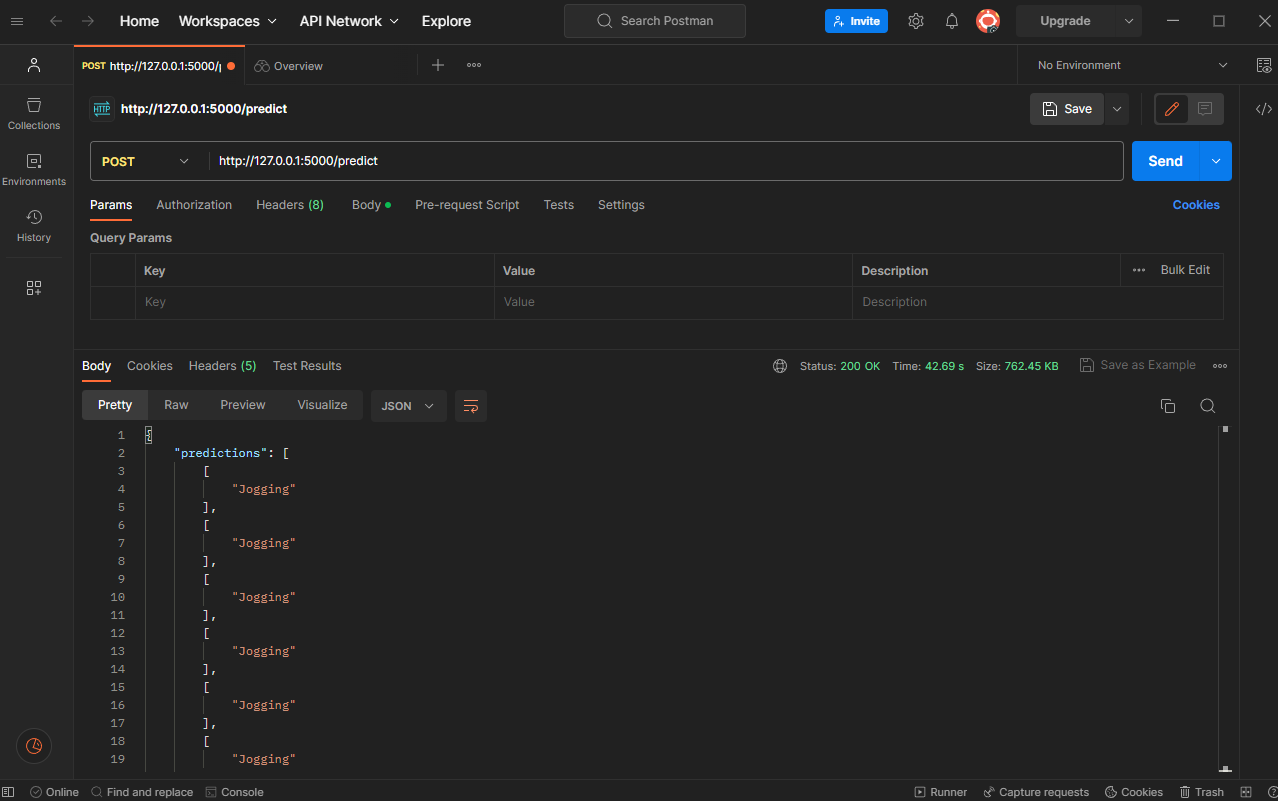 Home Workspaces API Network Explore Search Postman Invite Upgrade
POST http://127.0.0.1:5000/ Overview No Environment
HTTP http://127.0.0.1:5000/predict Save
POST http://127.0.0.1:5000/predict Send
Collections
Environments
History
Params Authorization Headers (8) Body Pre-request Script Tests Settings Cookies
Query Params
Key Value Description Bulk Edit
Key Value Description
Body Cookies Headers (5) Test Results Status: 200 OK Time: 42.69 s Size: 762.45 KB Save as Example
Pretty Raw Preview Visualize JSON
1 {
2 "predictions": [
3 [
4 "Jogging"
5 ],
6 [
7 "Jogging"
8 ],
9 [
10 "Jogging"
11 ],
12 [
13 "Jogging"
14 ],
15 [
16 "Jogging"
17 ],
18 [
19 "Jogging"
Online Find and replace Console Runner Capture requests Cookies Trash